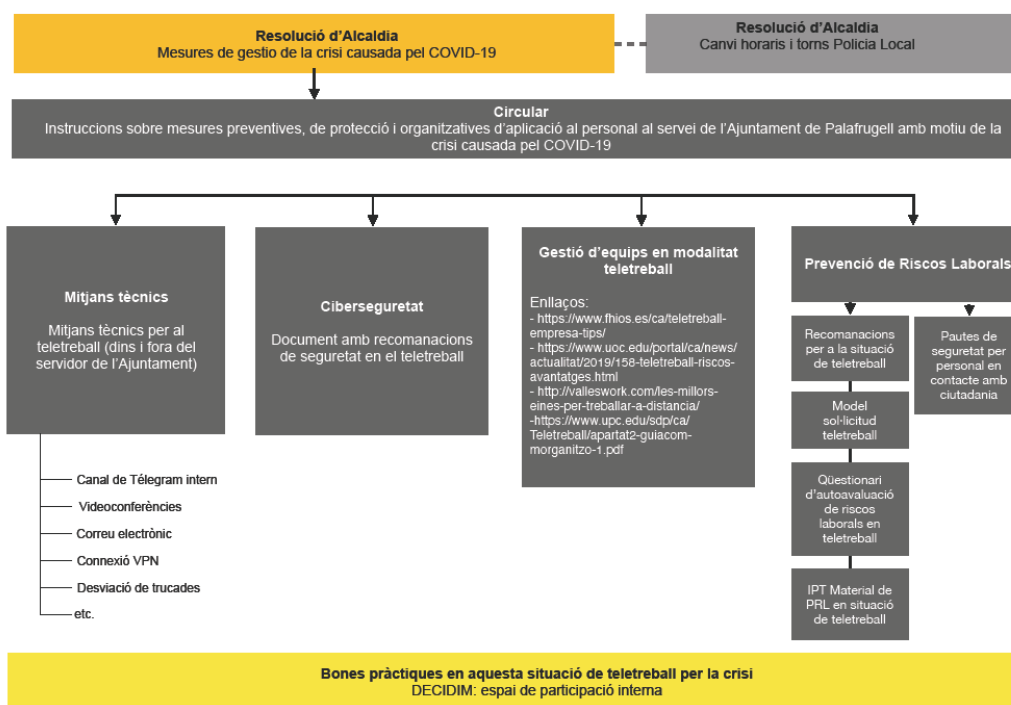 Resolució d'Alcaldia
Mesures de gestio de la crisi causada pel COVID-19
Resolució d'Alcaldia
Canvi horaris i torns Policia Local
Circular
Instruccions sobre mesures preventives, de protecció i organitzatives d'aplicació al personal al servei de l'Ajuntament de Palafrugell amb motiu de la
crisi causada pel COVID-19
Mitjans tècnics
Mitjans tècnics per al
teletreball (dins i fora del
servidor de l'Ajuntament)
Canal de Télegram intern
Videoconferències
Correu electrònic
Connexió VPN
Desviació de trucades
etc.
Ciberseguretat
Document amb recomanacions
de seguretat en el teletreball
Gestió d'equips en modalitat
teletreball
Enllaços:
- https://www.fhios.es/ca/teletreball-
empresa-tips/
- https://www.uoc.edu/portal/ca/news/
actualitat/2019/158-teletreball-riscos-
avantatges.html
- http://valleswork.com/les-millors-
eines-per-treballar-a-distancia/
-https://www.upc.edu/sdp/ca/
Teletreball/apartat2-guiacom-
morganitzo-1.pdf
Prevenció de Riscos Laborals
Recomanacions
per a la situació
de teletreball
Model
sol·licitud
teletreball
Qüestionari
d'autoavaluació
de riscos
laborals en
teletreball
IPT Material de
PRL en situació
de teletreball
Pautes de
seguretat per
personal en
contacte amb
ciutadania
Bones pràctiques en aquesta situació de teletreball per la crisi
DECIDIM: espai de participació interna